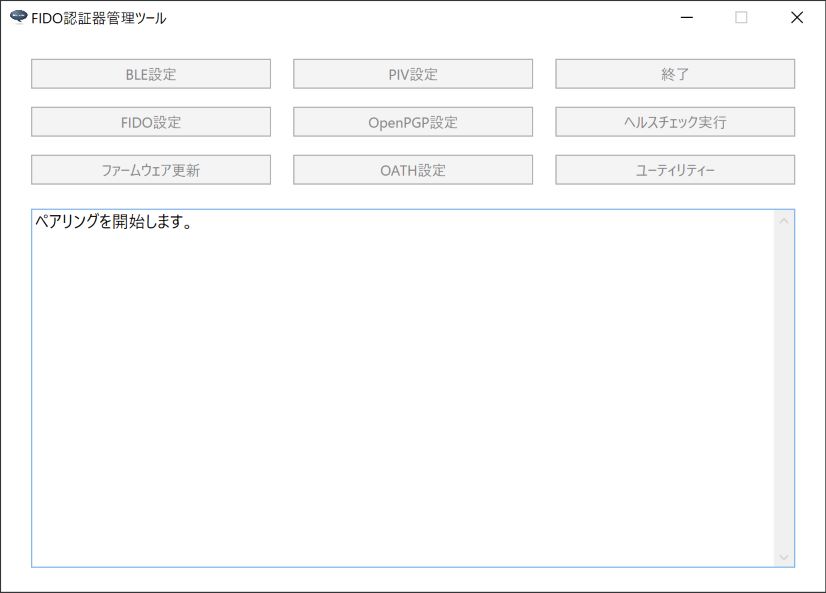 FIDO認証器管理ツール
BLE設定
PIV設定
終了
FIDO設定
OpenPGP設定
ヘルスチェック実行
ファームウェア更新
OATH設定
ユーティリティー
ペアリングを開始します。